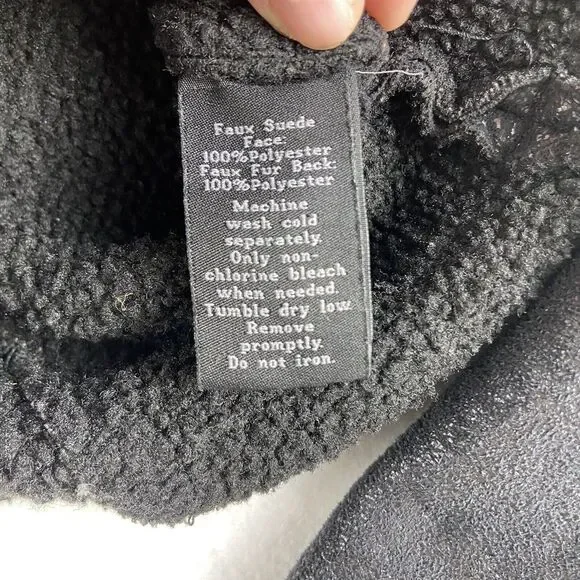 Faux Suede
Face:
100%Polyester
Faux Fur Back:
100%Polyester
Machine
wash cold
separately.
Only non-
chlorine bleach
when needed.
Tumble dry low.
Remove
promptly.
Do not iron.